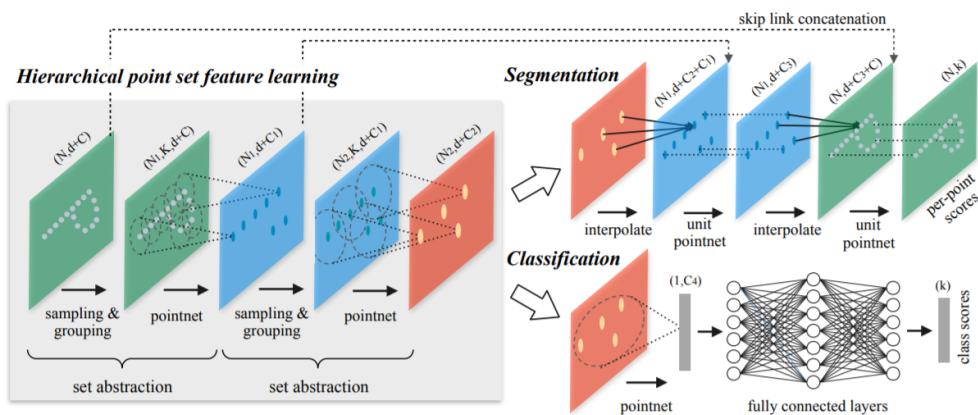 skip link concatenation
Hierarchical point set feature learning
(N,d+C)
(N1,K,d+C)
(N1,d+C1)
(N2,K,d+C1)
(N2,d+C2)
sampling &
grouping
pointnet
sampling &
grouping
pointnet
set abstraction
set abstraction
Segmentation
(N1,d+C2+C1)
(N1,d+C3)
(N,d+C3+C)
(N,k)
per-point
scores
interpolate
unit
pointnet
interpolate
unit
pointnet
Classification
(1,C4)
(k)
class scores
pointnet
fully connected layers